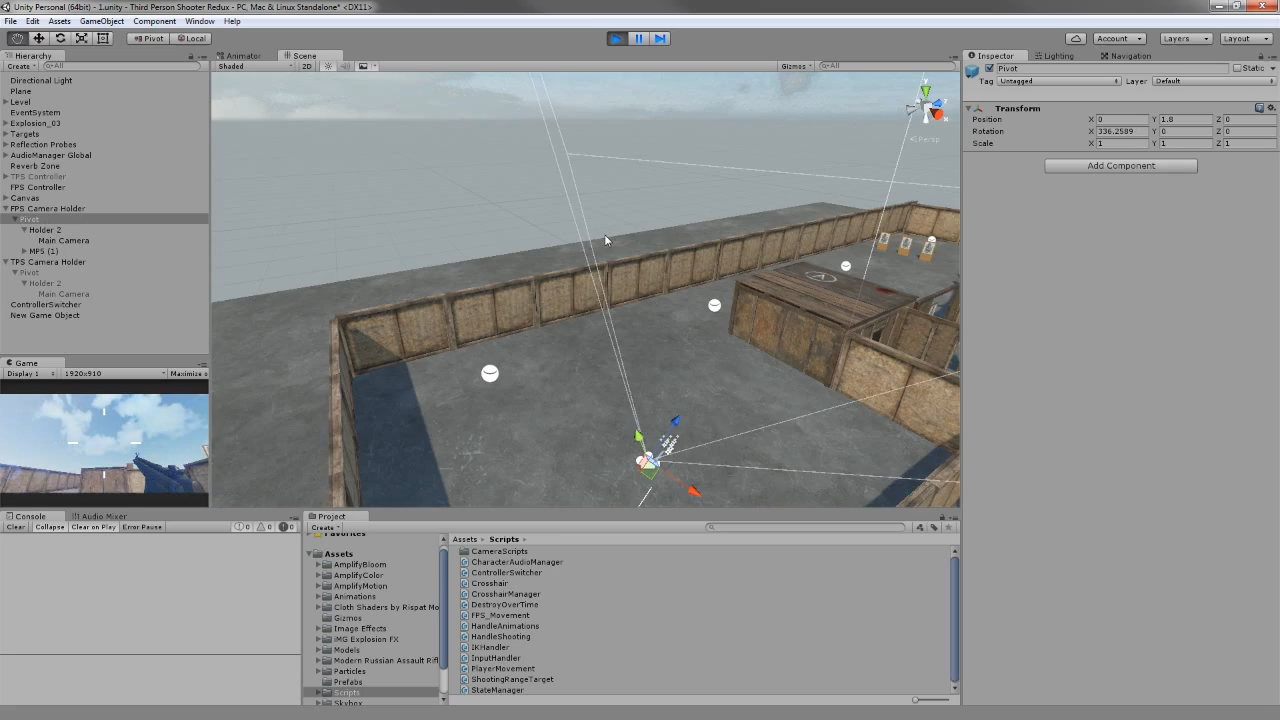 Unity Personal (64bit) - 1.unity - Third Person Shooter Redux - PC, Mac & Linux Standalone* <DX11>
File Edit Assets GameObject Component Window Help
Pivot Local Account Layers Layout
Hierarchy Animator Scene Inspector Lighting Navigation
Create All Shaded 2D Gizmos All Pivot Static
Tag Untagged Layer Default
Directional Light
Plane
Level
EventSystem
Explosion_03
Targets
Reflection Probes
AudioManager Global
Reverb Zone
TPS Controller
FPS Controller
Canvas
FPS Camera Holder
Pivot
Holder 2
Main Camera
MP5 (1)
TPS Camera Holder
Pivot
Holder 2
Main Camera
ControllerSwitcher
New Game Object
y
z
x
Persp
Transform
Position X 0 Y 1.8 Z 0
Rotation X 336.2589 Y 0 Z 0
Scale X 1 Y 1 Z 1
Add Component
Game
Display 1 1920x910 Maximize o
Console Audio Mixer
Clear Collapse Clear on Play Error Pause 0 0 0
Project
Create
Favorites
Assets
AmplifyBloom
AmplifyColor
AmplifyMotion
Animations
Cloth Shaders by Rispat Mo
Gizmos
Image Effects
iMG Explosion FX
Models
Modern Russian Assault Rifl
Particles
Prefabs
Scripts
Skybox
Assets Scripts
CameraScripts
CharacterAudioManager
ControllerSwitcher
Crosshair
CrosshairManager
DestroyOverTime
FPS_Movement
HandleAnimations
HandleShooting
IKHandler
InputHandler
PlayerMovement
ShootingRangeTarget
StateManager